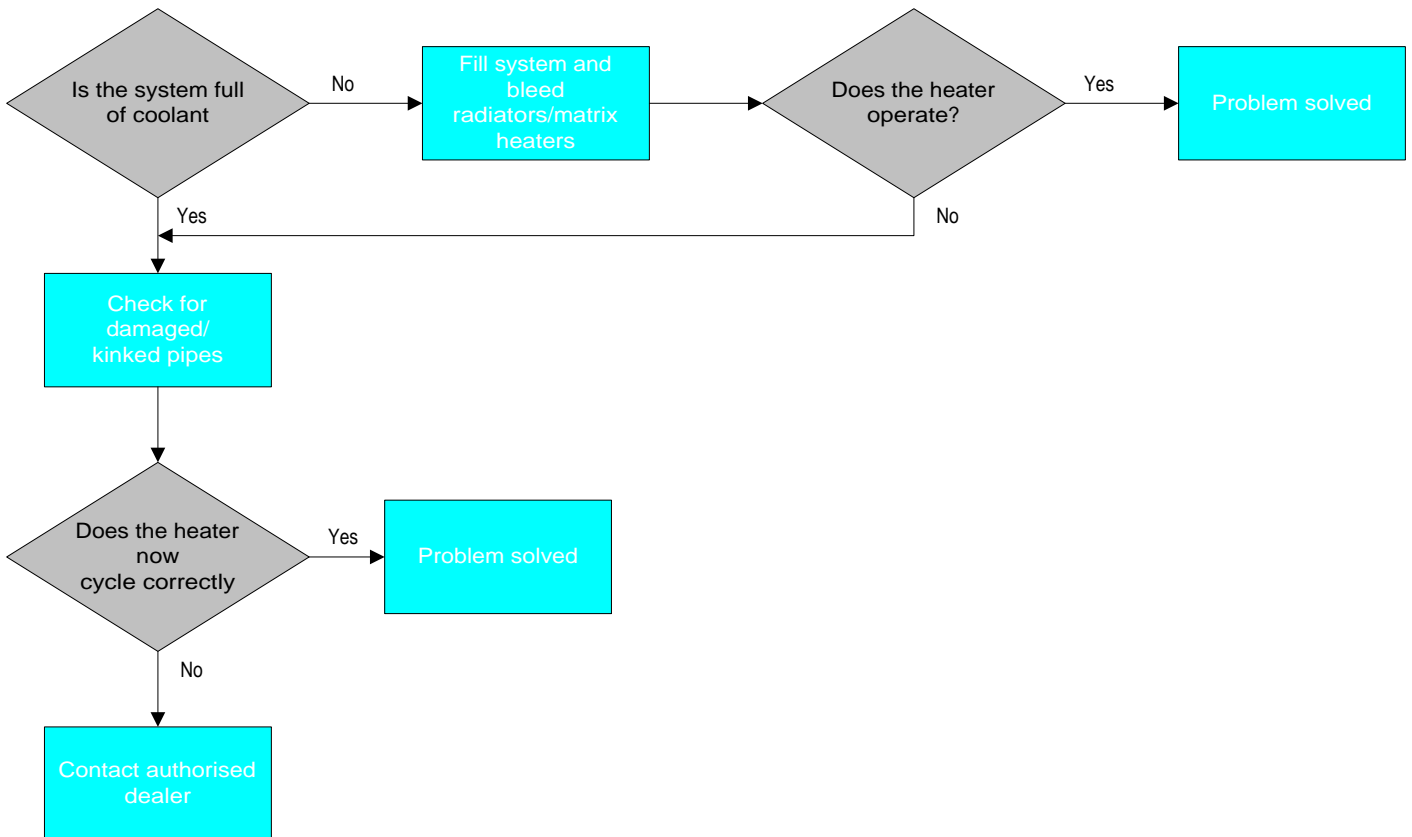 Is the system full
of coolant
No
Fill system and
bleed
radiators/matrix
heaters
Does the heater
operate?
Yes
Problem solved
Yes
No
Check for
damaged/
kinked pipes
Does the heater
now
cycle correctly
Yes
Problem solved
No
Contact authorised
dealer